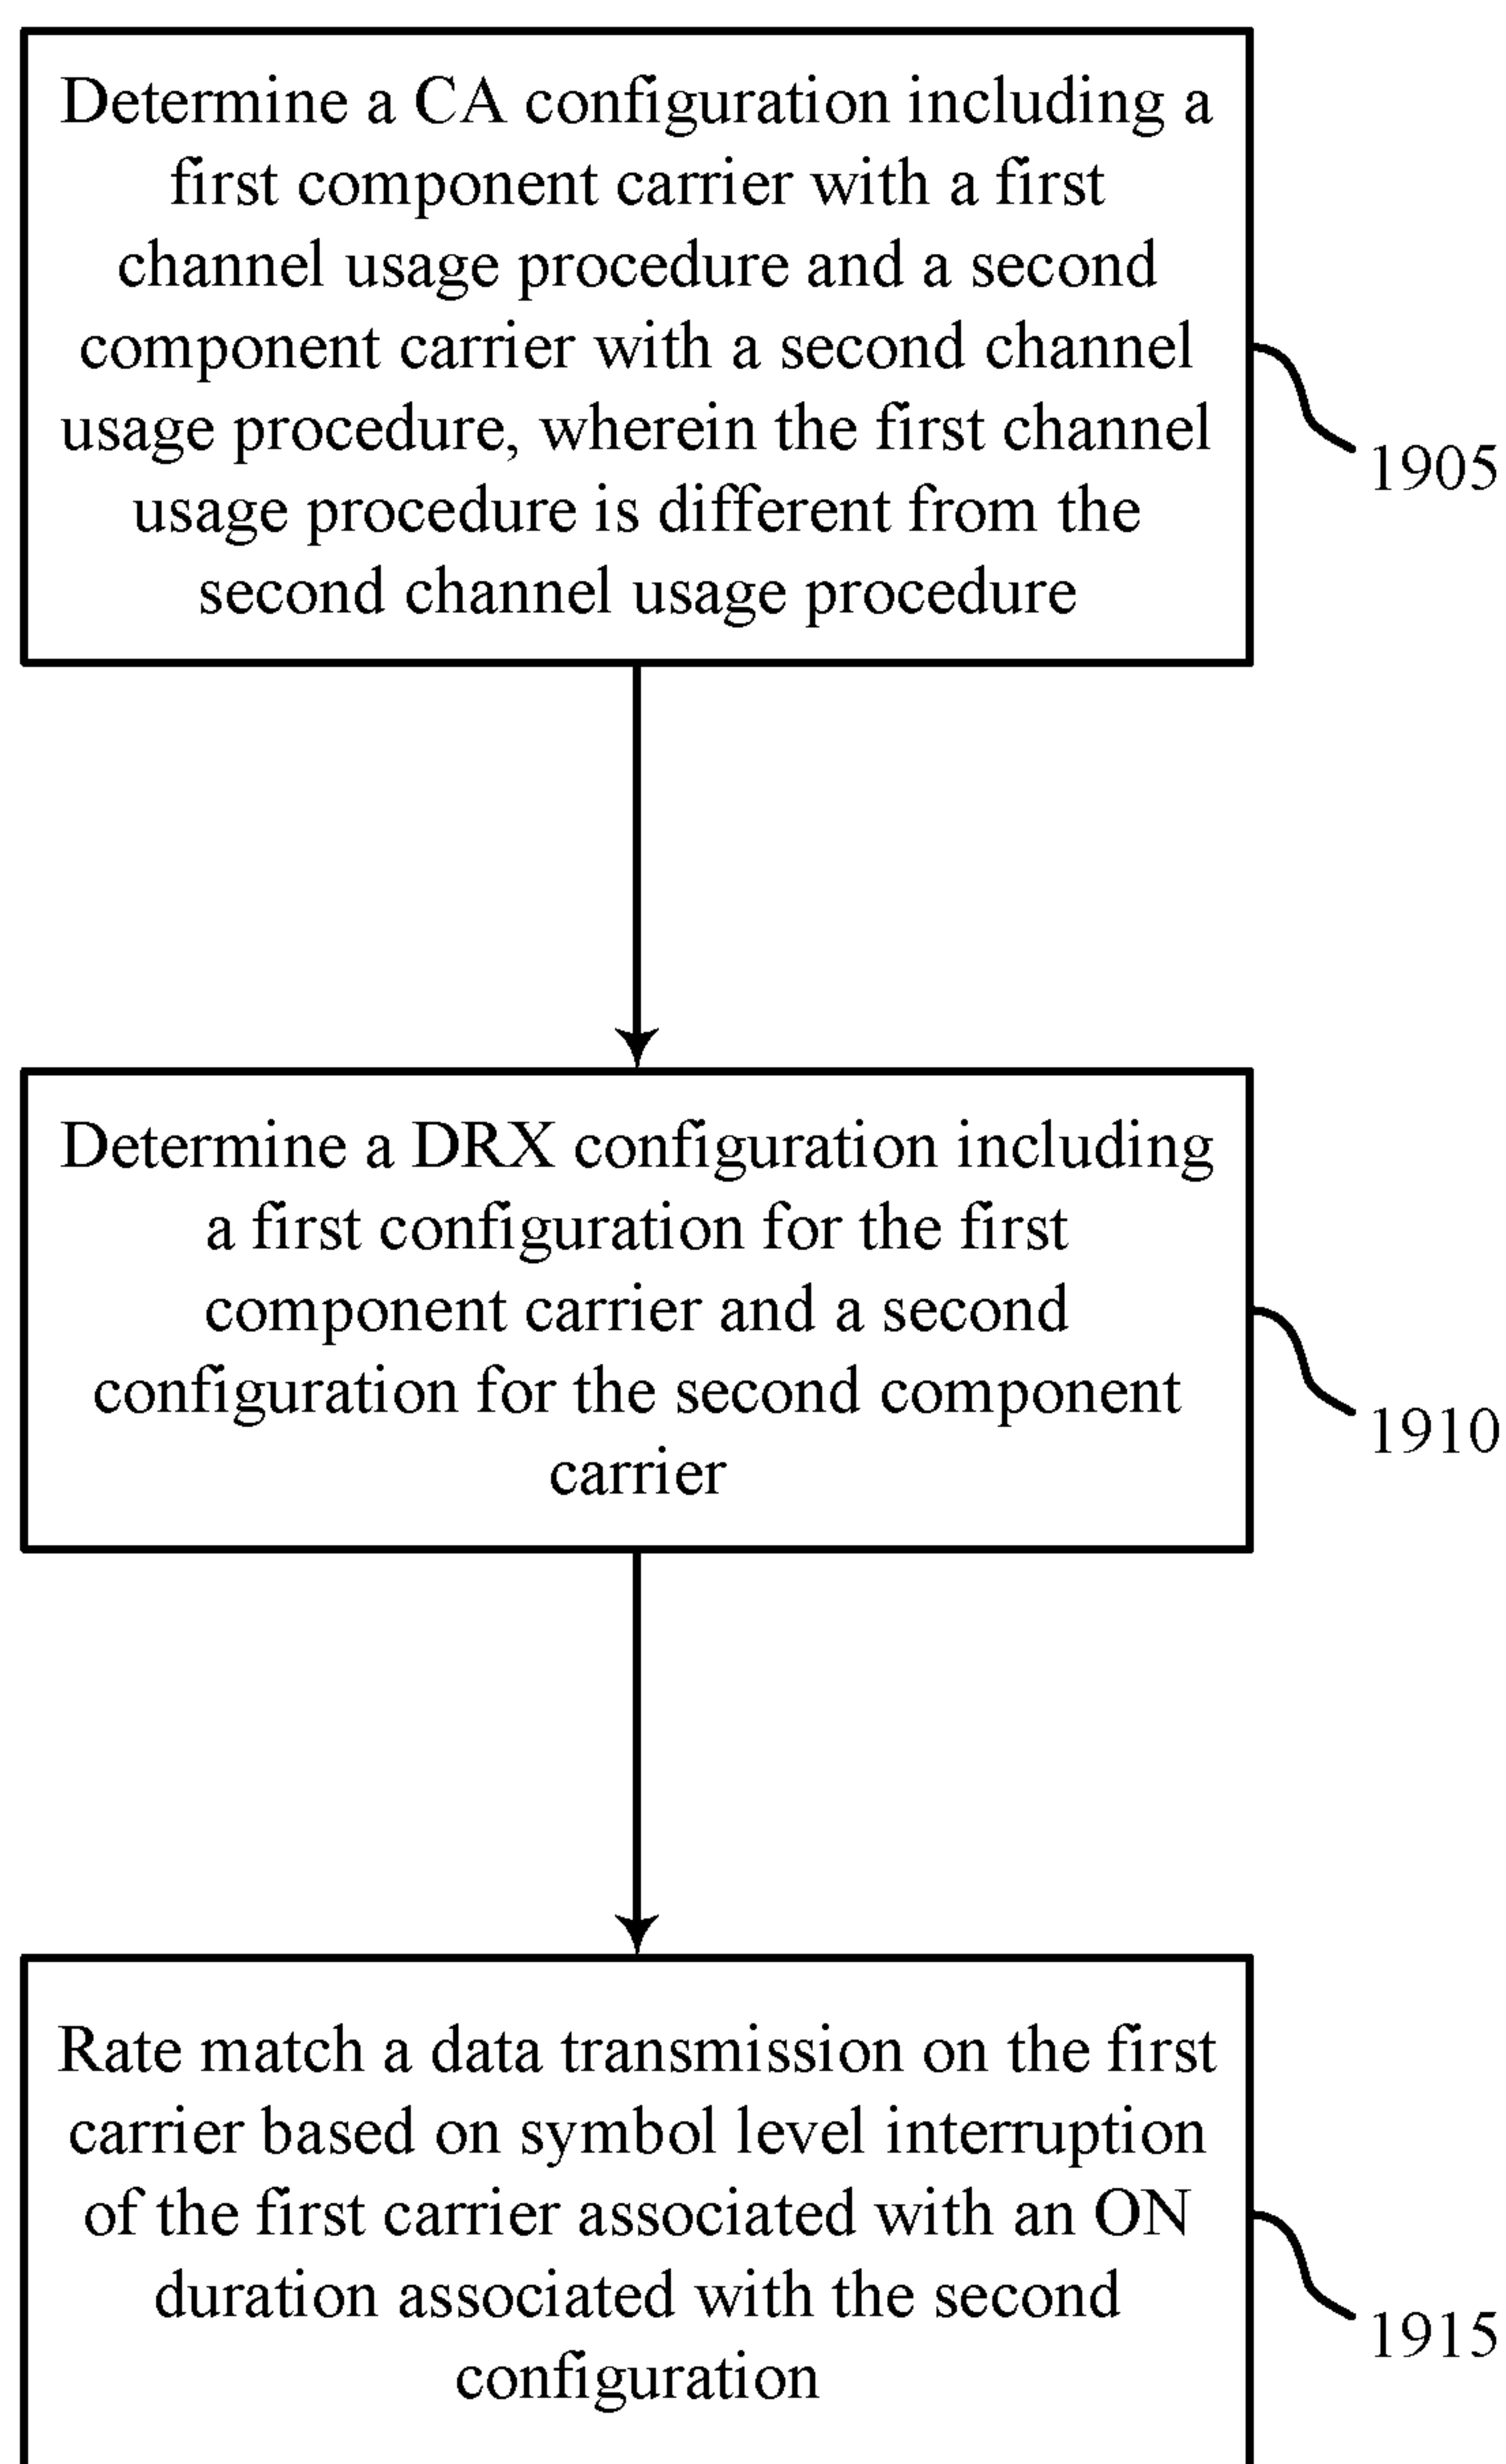 Determine a CA configuration including a
first component carrier with a first
channel usage procedure and a second
component carrier with a second channel
usage procedure, wherein the first channel
usage procedure is different from the
second channel usage procedure
1905
Determine a DRX configuration including
a first configuration for the first
component carrier and a second
configuration for the second component
carrier
1910
Rate match a data transmission on the first
carrier based on symbol level interruption
of the first carrier associated with an ON
duration associated with the second
configuration
1915